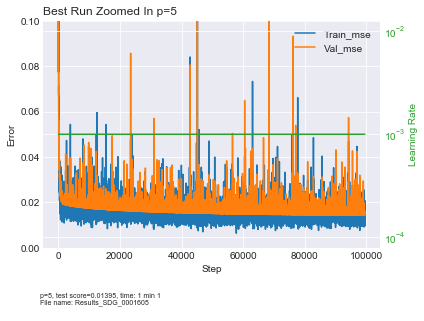 Best Run Zoomed In p=5
0.10
0.08
0.06
0.04
0.02
0.00
Error
0
20000
40000
60000
80000
100000
Step
10⁻²
10⁻³
10⁻⁴
Learning Rate
Train_mse
Val_mse
p=5, test score=0.01395, time: 1 min 1
File name: Results_SDG_0001605